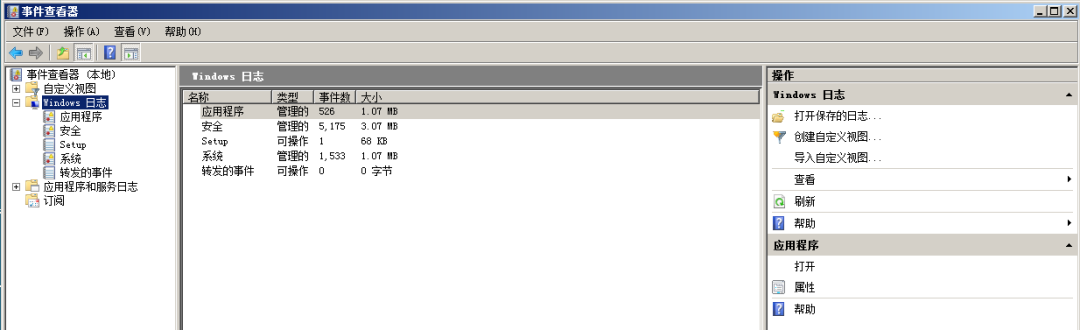 事件查看器
文件(F) 操作(A) 查看(V) 帮助(H)
事件查看器 (本地)
自定义视图
Windows 日志
应用程序
安全
Setup
系统
转发的事件
应用程序和服务日志
订阅
Windows 日志
名称 类型 事件数 大小
应用程序 管理的 526 1.07 MB
安全 管理的 5,175 3.07 MB
Setup 可操作 1 68 KB
系统 管理的 1,533 1.07 MB
转发的事件 可操作 0 0 字节
操作
Windows 日志
打开保存的日志...
创建自定义视图...
导入自定义视图...
查看
刷新
帮助
应用程序
打开
属性
帮助